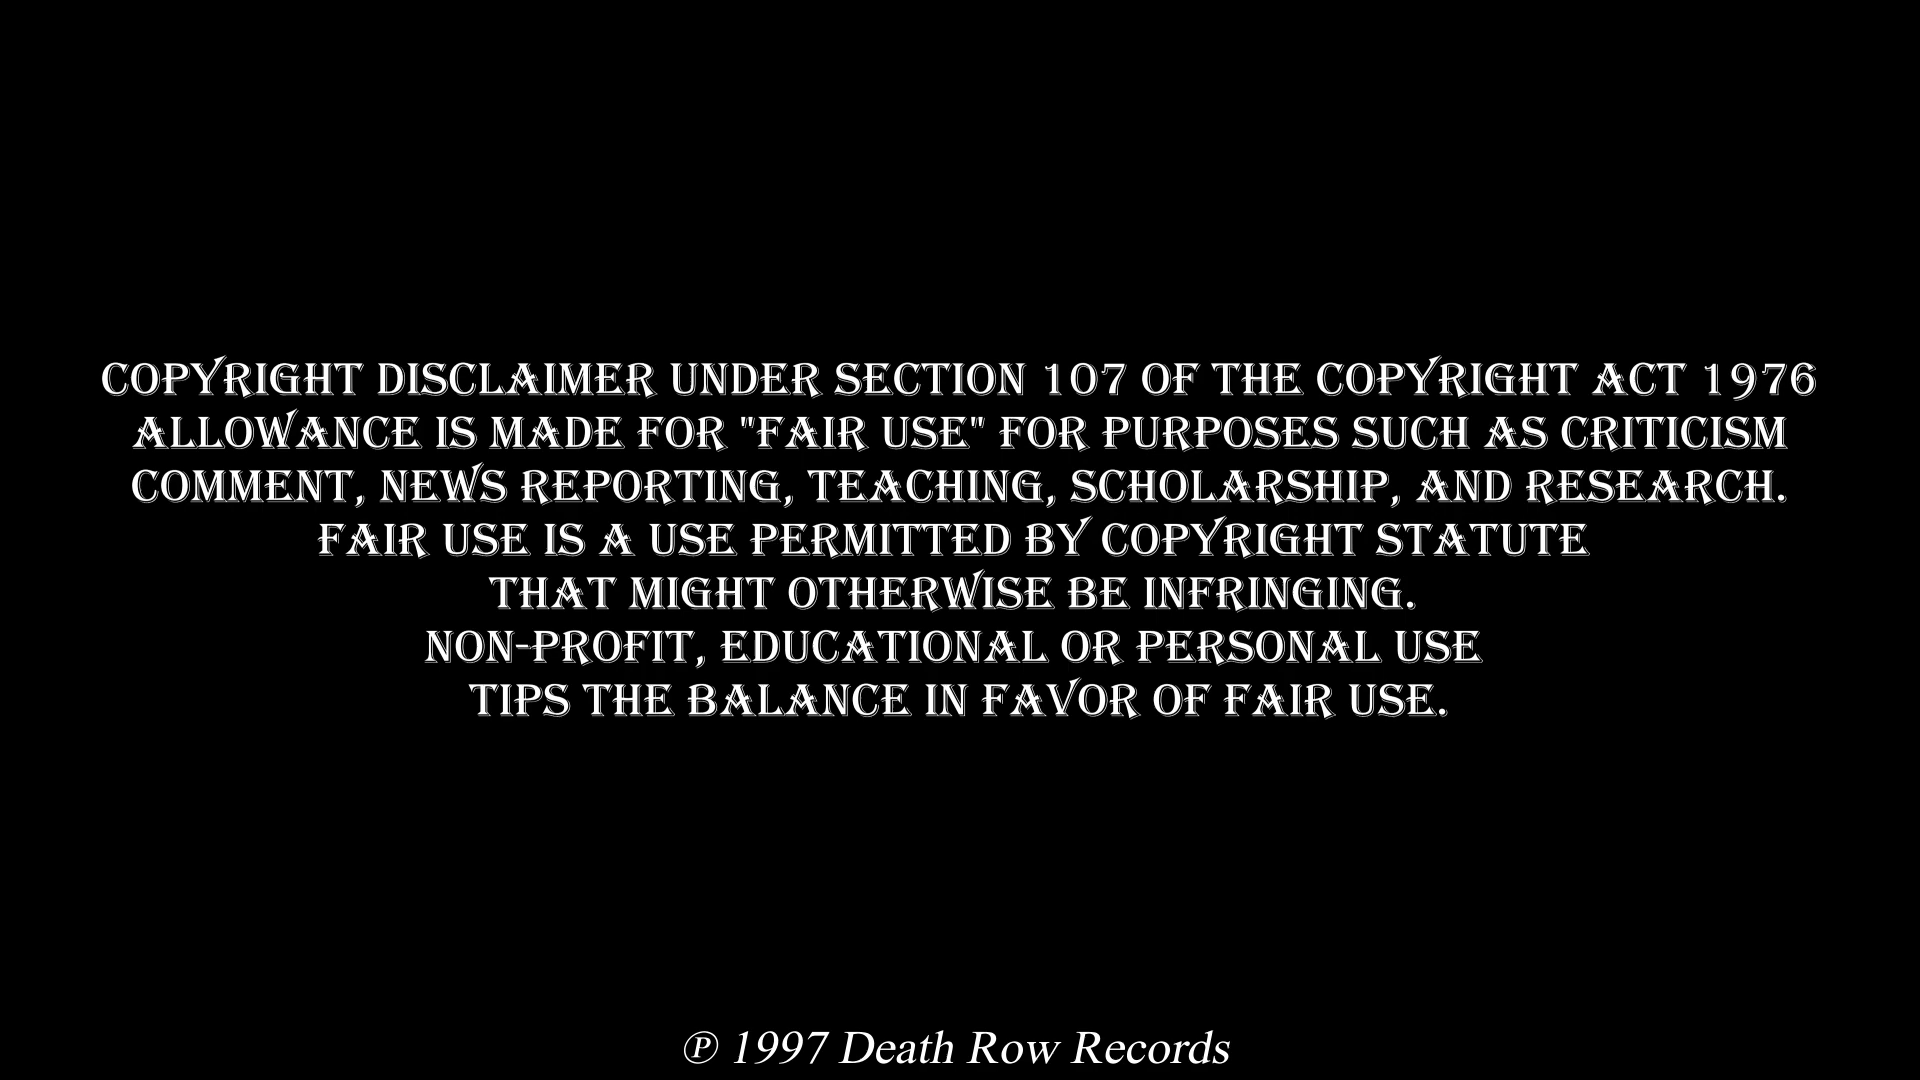 COPYRIGHT DISCLAIMER UNDER SECTION 107 OF THE COPYRIGHT ACT 1976
ALLOWANCE IS MADE FOR "FAIR USE" FOR PURPOSES SUCH AS CRITICISM
COMMENT, NEWS REPORTING, TEACHING, SCHOLARSHIP, AND RESEARCH.
FAIR USE IS A USE PERMITTED BY COPYRIGHT STATUTE
THAT MIGHT OTHERWISE BE INFRINGING.
NON-PROFIT, EDUCATIONAL OR PERSONAL USE
TIPS THE BALANCE IN FAVOR OF FAIR USE.
℗ 1997 Death Row Records